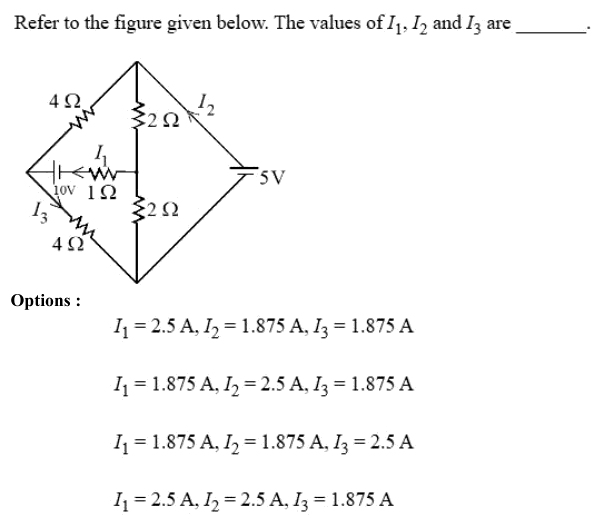 Refer to the figure given below. The values of I₁, I₂ and I₃ are ________.
4 Ω
2 Ω
I₂
I₁
10V
1 Ω
5 V
I₃
2 Ω
4 Ω
Options :
I₁ = 2.5 A, I₂ = 1.875 A, I₃ = 1.875 A
I₁ = 1.875 A, I₂ = 2.5 A, I₃ = 1.875 A
I₁ = 1.875 A, I₂ = 1.875 A, I₃ = 2.5 A
I₁ = 2.5 A, I₂ = 2.5 A, I₃ = 1.875 A